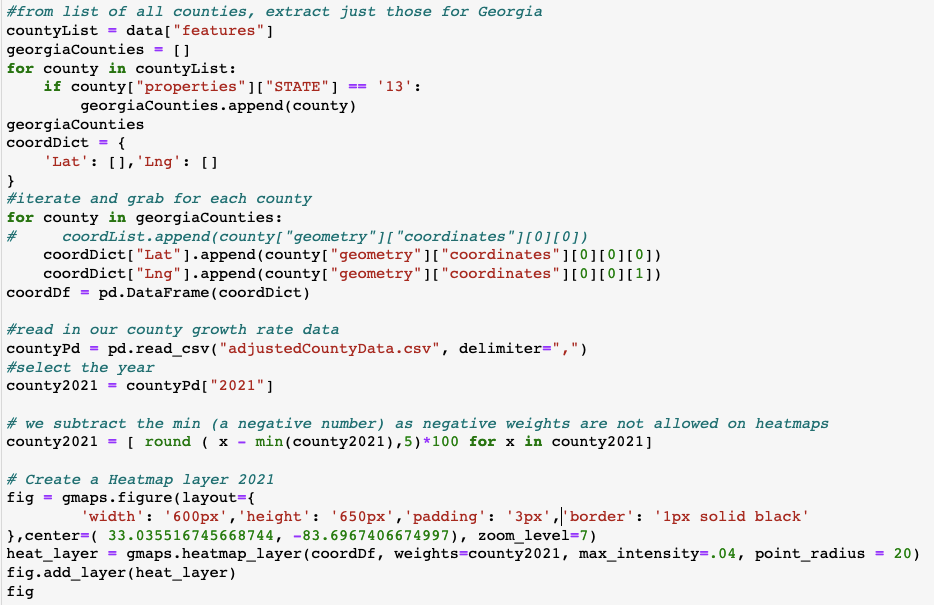 #from list of all counties, extract just those for Georgia
countyList = data["features"]
georgiaCounties = []
for county in countyList:
    if county["properties"]["STATE"] == '13':
        georgiaCounties.append(county)
georgiaCounties
coordDict = {
    'Lat': [],'Lng': []
}
#iterate and grab for each county
for county in georgiaCounties:
#     coordList.append(county["geometry"]["coordinates"][0][0])
    coordDict["Lat"].append(county["geometry"]["coordinates"][0][0][0])
    coordDict["Lng"].append(county["geometry"]["coordinates"][0][0][1])
coordDf = pd.DataFrame(coordDict)

#read in our county growth rate data
countyPd = pd.read_csv("adjustedCountyData.csv", delimiter=",")
#select the year
county2021 = countyPd["2021"]

# we subtract the min (a negative number) as negative weights are not allowed on heatmaps
county2021 = [ round ( x - min(county2021),5)*100 for x in county2021]

# Create a Heatmap layer 2021
fig = gmaps.figure(layout={
        'width': '600px','height': '650px','padding': '3px','border': '1px solid black'
},center=( 33.035516745668744, -83.6967406674997), zoom_level=7)
heat_layer = gmaps.heatmap_layer(coordDf, weights=county2021, max_intensity=.04, point_radius = 20)
fig.add_layer(heat_layer)
fig